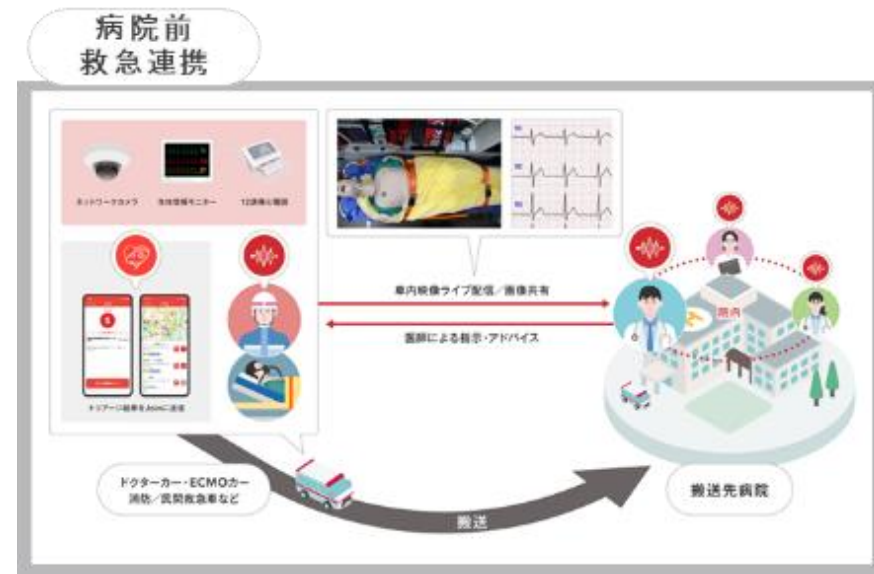 病院前
救急連携
ネットワークカメラ
生体情報モニター
12誘導心電図
トリアージ結果をJoinに送信
車内映像ライブ配信／画像共有
医師による指示・アドバイス
院内
ドクターカー・ECMOカー
消防／民間救急車など
搬送
搬送先病院